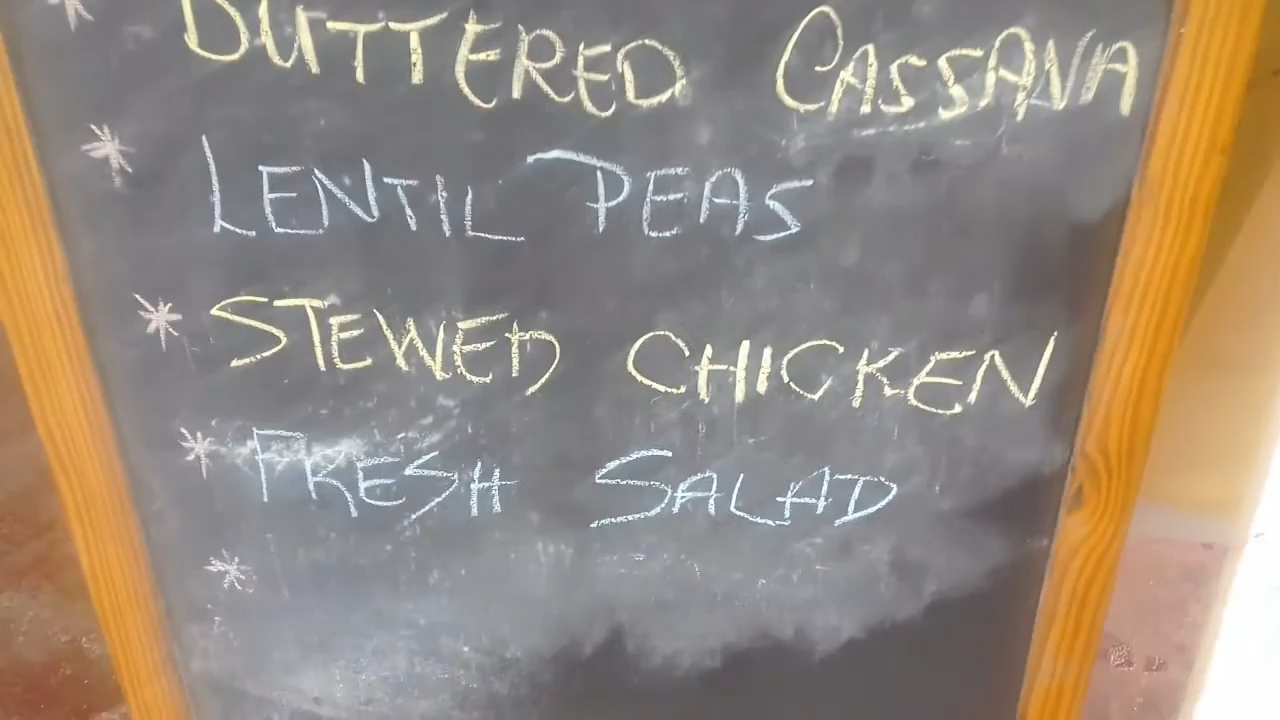 * BUTTERED CASSAVA
* LENTIL PEAS
* STEWED CHICKEN
* FRESH SALAD
*